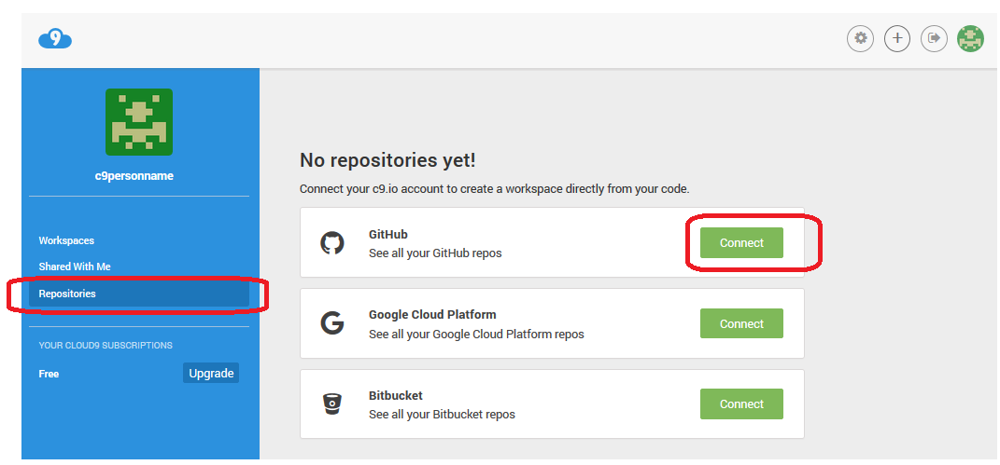 9
c9personname
Workspaces
Shared With Me
Repositories
YOUR CLOUD9 SUBSCRIPTIONS
Free
Upgrade
No repositories yet!
Connect your c9.io account to create a workspace directly from your code.
GitHub
See all your GitHub repos
Connect
Google Cloud Platform
See all your Google Cloud Platform repos
Connect
Bitbucket
See all your Bitbucket repos
Connect